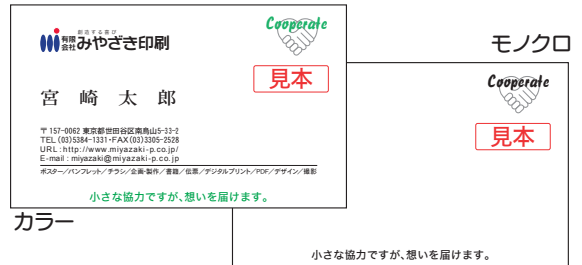 創造する喜び
有限会社みやざき印刷
Cooperate
見本
宮崎太郎
〒157-0062 東京都世田谷区南烏山5-33-2
TEL (03)5384-1331・FAX (03)3305-2528
URL : http://www.miyazaki-p.co.jp/
E-mail : miyazaki@miyazaki-p.co.jp
ポスター/パンフレット/チラシ/企画・製作/書籍/伝票/デジタルプリント/PDF/デザイン/撮影
小さな協力ですが、想いを届けます。
カラー
モノクロ
Cooperate
見本
小さな協力ですが、想いを届けます。